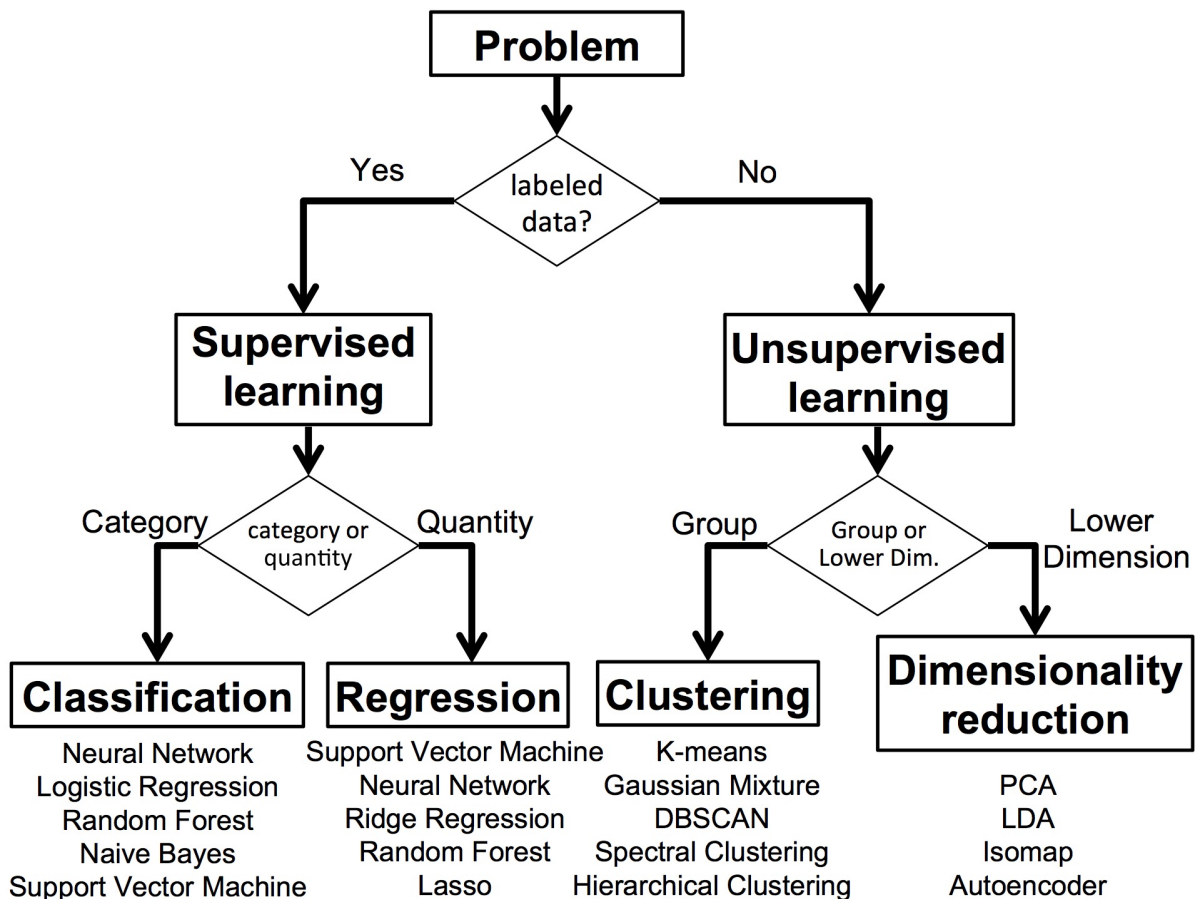 Problem
Yes
labeled
data?
No
Supervised
learning
Unsupervised
learning
Category
category or
quantity
Quantity
Group
Group or
Lower Dim.
Lower
Dimension
Classification
Neural Network
Logistic Regression
Random Forest
Naive Bayes
Support Vector Machine
Regression
Support Vector Machine
Neural Network
Ridge Regression
Random Forest
Lasso
Clustering
K-means
Gaussian Mixture
DBSCAN
Spectral Clustering
Hierarchical Clustering
Dimensionality
reduction
PCA
LDA
Isomap
Autoencoder